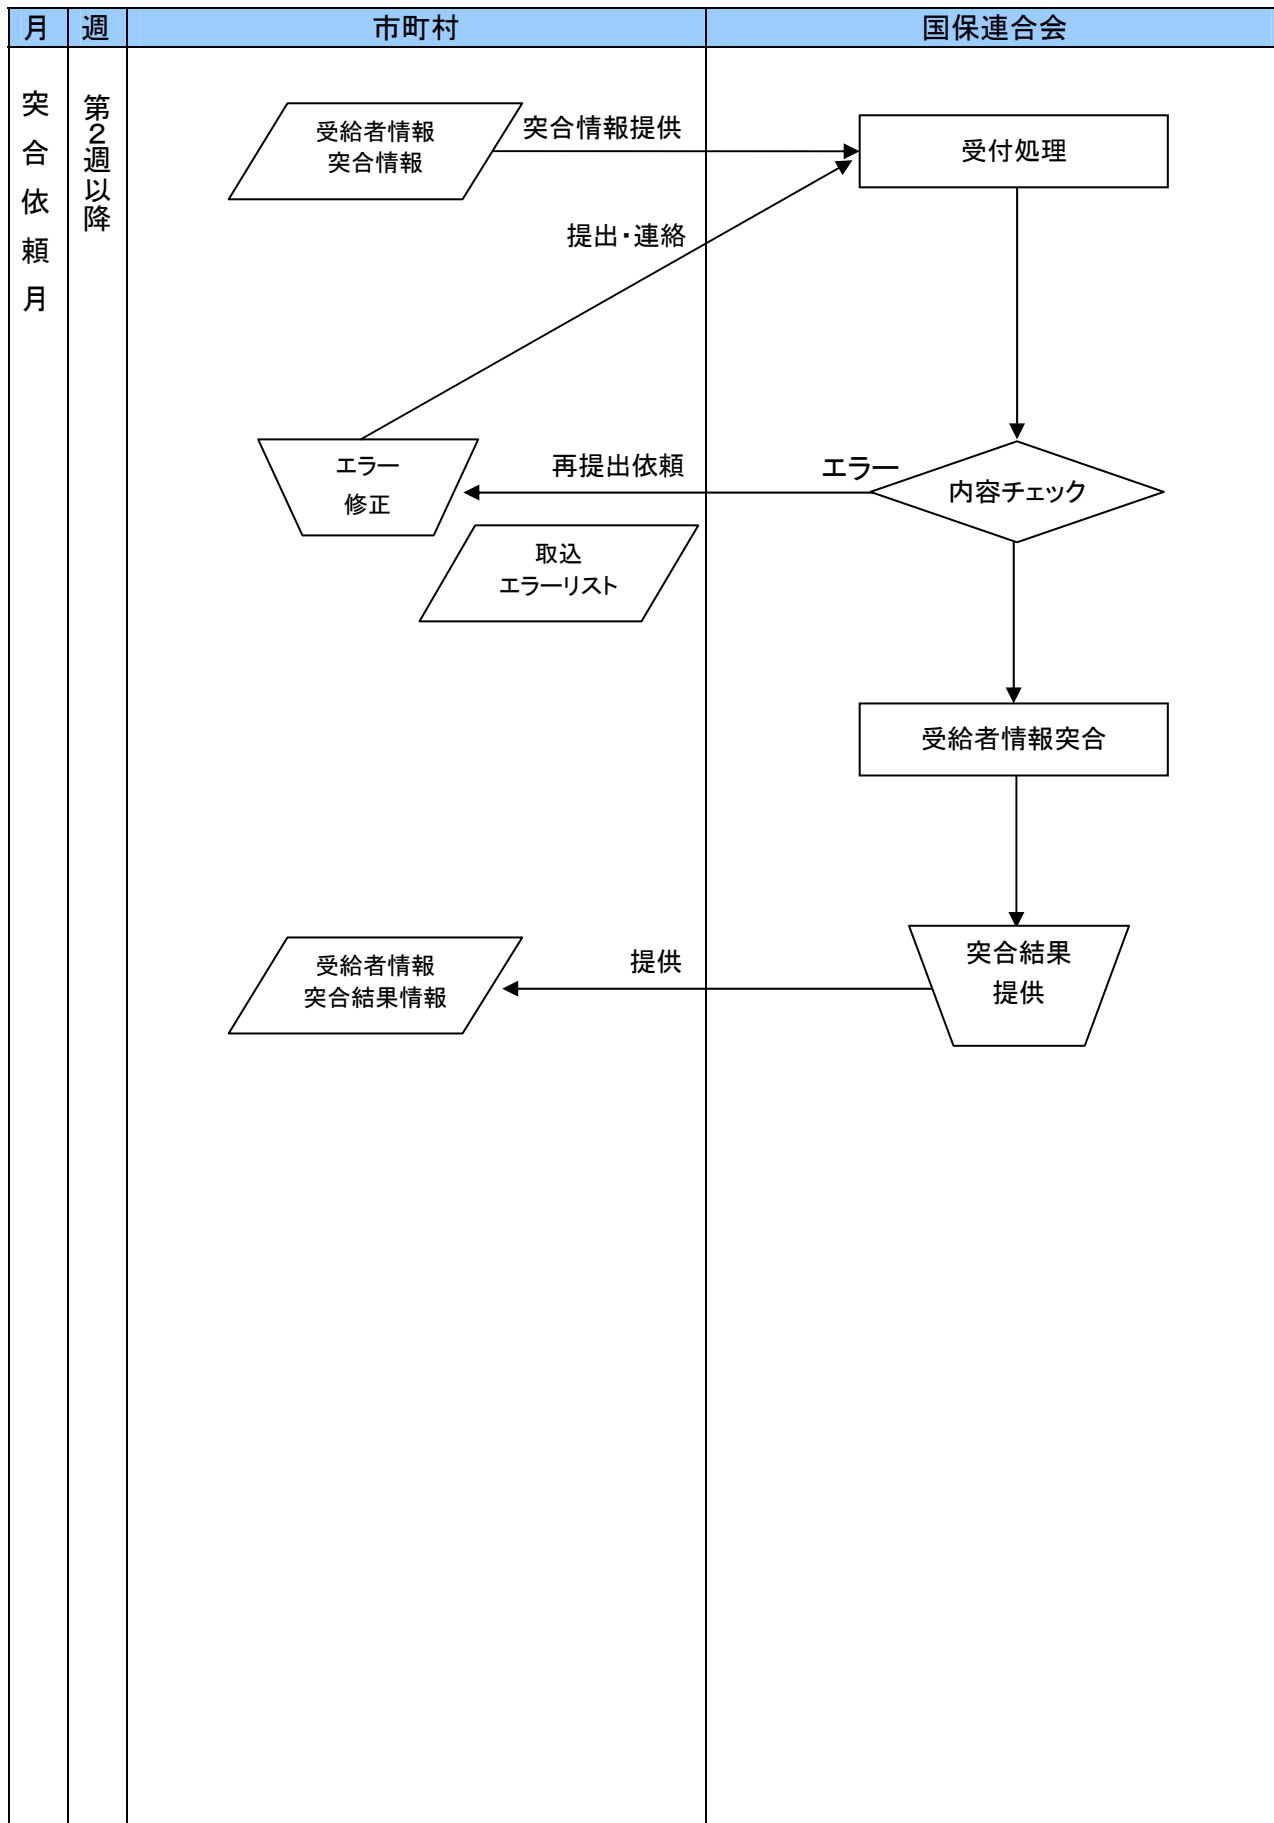 月 週 市町村 国保連合会
突合依頼月
第2週以降
受給者情報
突合情報
突合情報提供
受付処理
提出・連絡
エラー
修正
再提出依頼
エラー
内容チェック
取込
エラーリスト
受給者情報突合
受給者情報
突合結果情報
提供
突合結果
提供